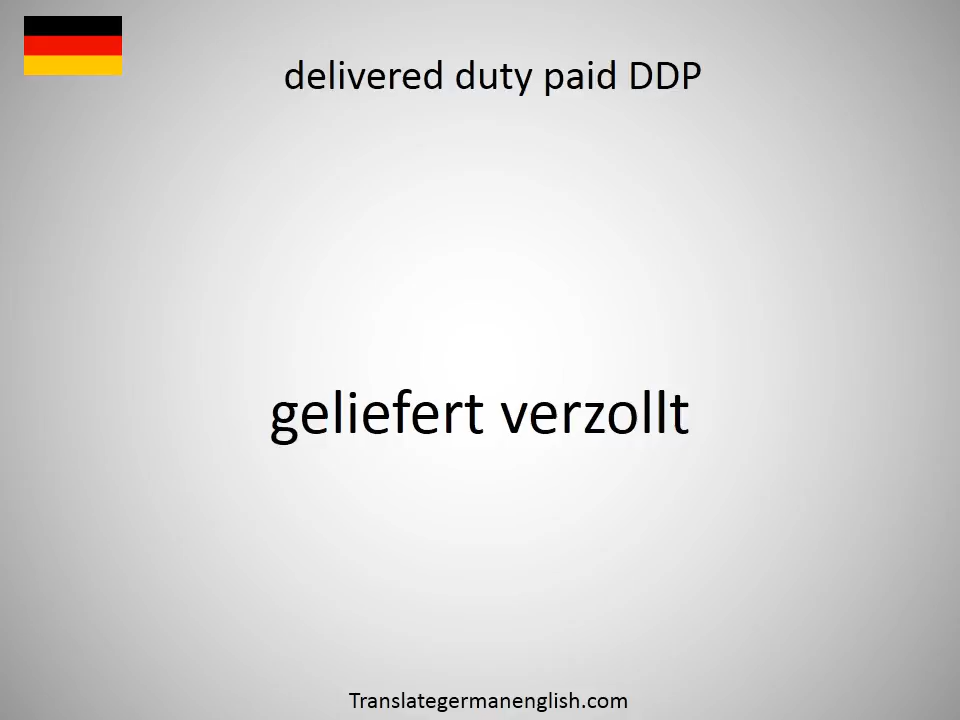 delivered duty paid DDP
geliefert verzollt
Translategermanenglish.com